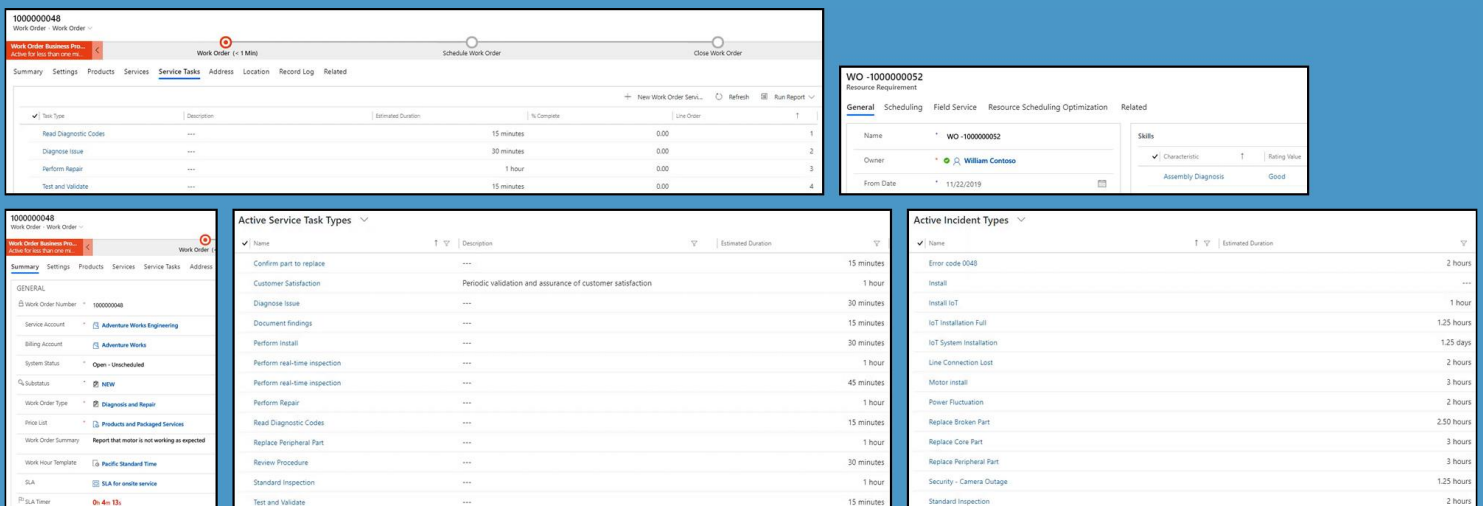 1000000048
Work Order · Work Order
Work Order Business Pro...
Active for less than one mi...
Work Order (< 1 Min)
Schedule Work Order
Close Work Order
Summary Settings Products Services Service Tasks Address Location Record Log Related
+ New Work Order Servi... Refresh Run Report
Task Type Description Estimated Duration % Complete Line Order
Read Diagnostic Codes --- 15 minutes 0.00 1
Diagnose Issue --- 30 minutes 0.00 2
Perform Repair --- 1 hour 0.00 3
Test and Validate --- 15 minutes 0.00 4
WO -1000000052
Resource Requirement
General Scheduling Field Service Resource Scheduling Optimization Related
Name * WO -1000000052
Owner * William Contoso
From Date * 11/22/2019
Skills
Characteristic Rating Value
Assembly Diagnosis Good
1000000048
Work Order · Work Order
Work Order Business Pro...
Active for less than one mi...
Work Order (
Summary Settings Products Services Service Tasks Address
GENERAL
Work Order Number * 1000000048
Service Account * Adventure Works Engineering
Billing Account Adventure Works
System Status * Open - Unscheduled
Substatus * NEW
Work Order Type * Diagnosis and Repair
Price List * Products and Packaged Services
Work Order Summary Report that motor is not working as expected
Work Hour Template Pacific Standard Time
SLA SLA for onsite service
SLA Timer 0h 4m 13s
Active Service Task Types
Name Description Estimated Duration
Confirm part to replace --- 15 minutes
Customer Satisfaction Periodic validation and assurance of customer satisfaction 1 hour
Diagnose Issue --- 30 minutes
Document findings --- 15 minutes
Perform Install --- 30 minutes
Perform real-time inspection --- 1 hour
Perform real-time inspection --- 45 minutes
Perform Repair --- 1 hour
Read Diagnostic Codes --- 15 minutes
Replace Peripheral Part --- 1 hour
Review Procedure --- 30 minutes
Standard Inspection --- 1 hour
Test and Validate --- 15 minutes
Active Incident Types
Name Estimated Duration
Error code 0048 2 hours
Install ---
Install IoT 1 hour
IoT Installation Full 1.25 hours
IoT System Installation 1.25 days
Line Connection Lost 2 hours
Motor install 3 hours
Power Fluctuation 2 hours
Replace Broken Part 2.50 hours
Replace Core Part 3 hours
Replace Peripheral Part 3 hours
Security - Camera Outage 1.25 hours
Standard Inspection 2 hours